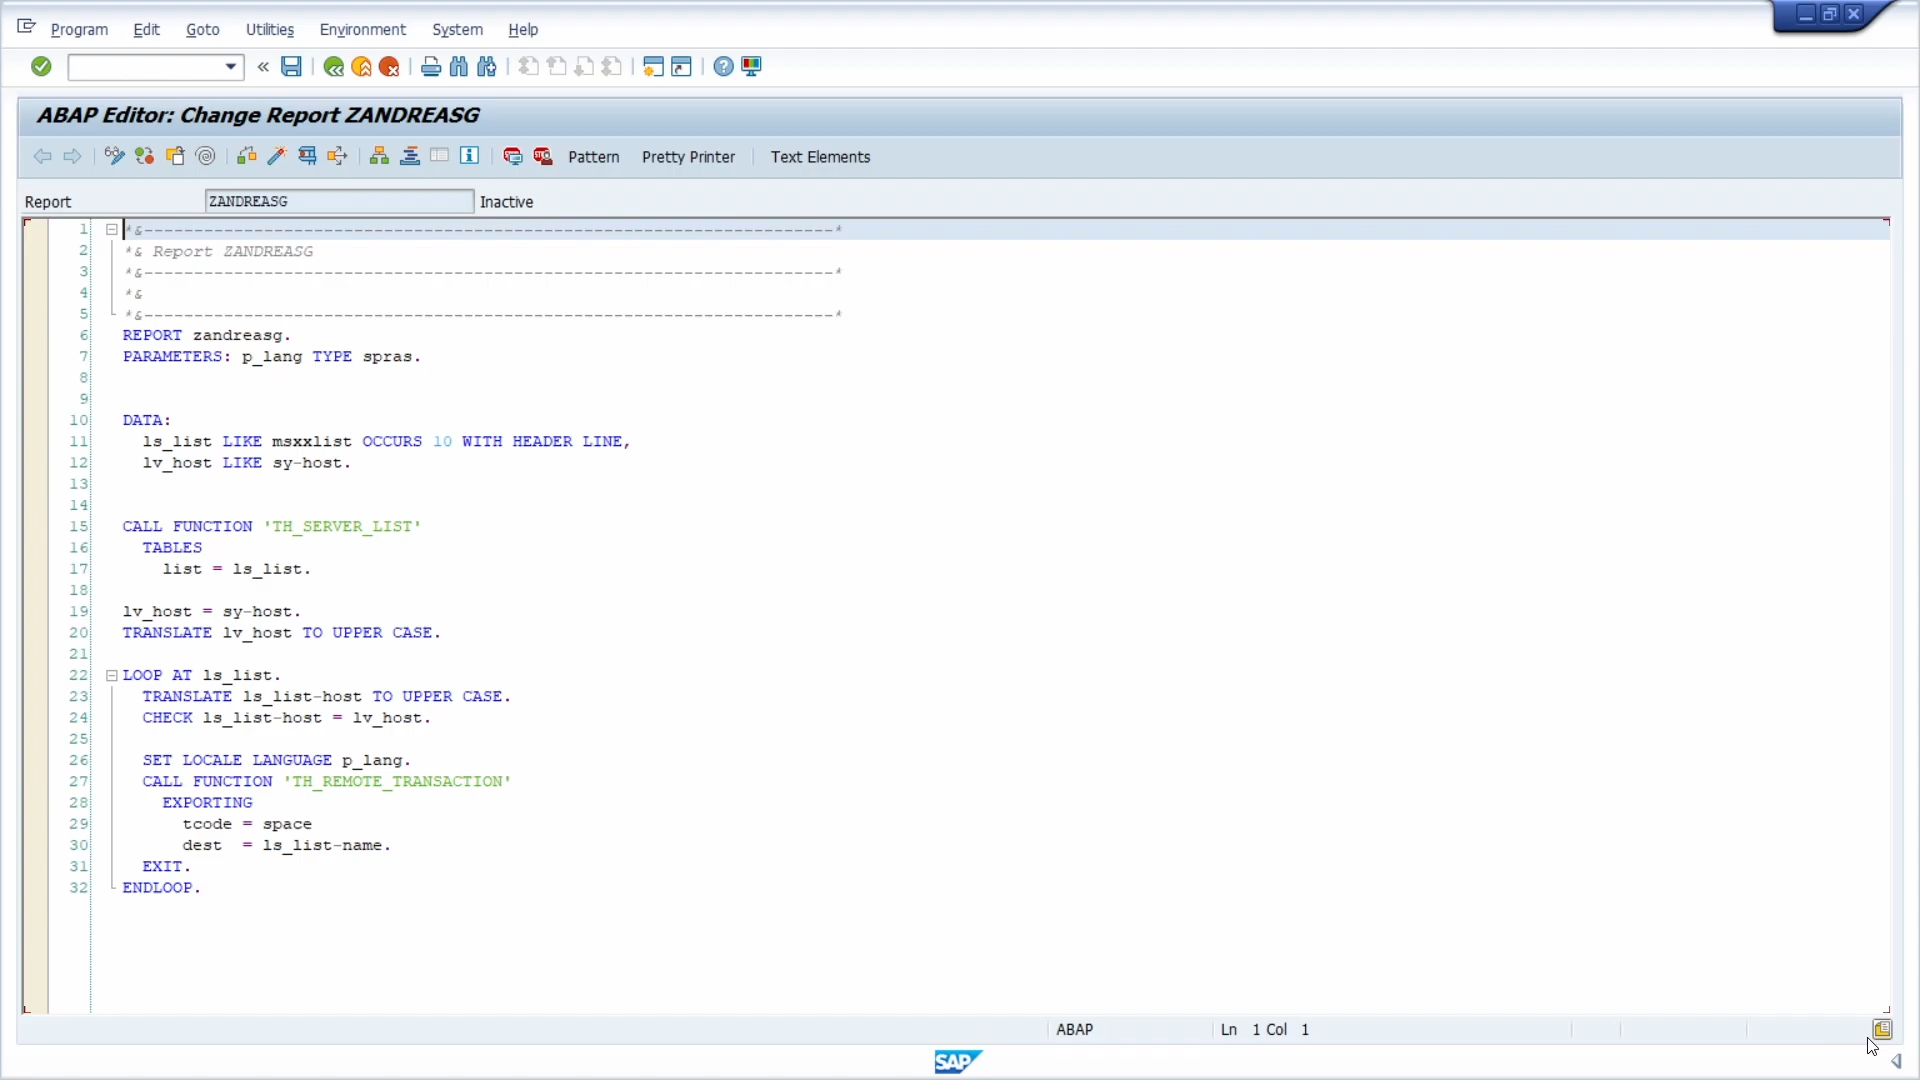 Program Edit Goto Utilities Environment System Help
ABAP Editor: Change Report ZANDREASG
Pattern Pretty Printer Text Elements
Report ZANDREASG Inactive
1 *&---------------------------------------------------------------------*
2 *& Report ZANDREASG
3 *&---------------------------------------------------------------------*
4 *&
5 *&---------------------------------------------------------------------*
6 REPORT zandreasg.
7 PARAMETERS: p_lang TYPE spras.
8
9
10 DATA:
11 ls_list LIKE msxxlist OCCURS 10 WITH HEADER LINE,
12 lv_host LIKE sy-host.
13
14
15 CALL FUNCTION 'TH_SERVER_LIST'
16 TABLES
17 list = ls_list.
18
19 lv_host = sy-host.
20 TRANSLATE lv_host TO UPPER CASE.
21
22 LOOP AT ls_list.
23 TRANSLATE ls_list-host TO UPPER CASE.
24 CHECK ls_list-host = lv_host.
25
26 SET LOCALE LANGUAGE p_lang.
27 CALL FUNCTION 'TH_REMOTE_TRANSACTION'
28 EXPORTING
29 tcode = space
30 dest = ls_list-name.
31 EXIT.
32 ENDLOOP.
ABAP Ln 1 Col 1
SAP